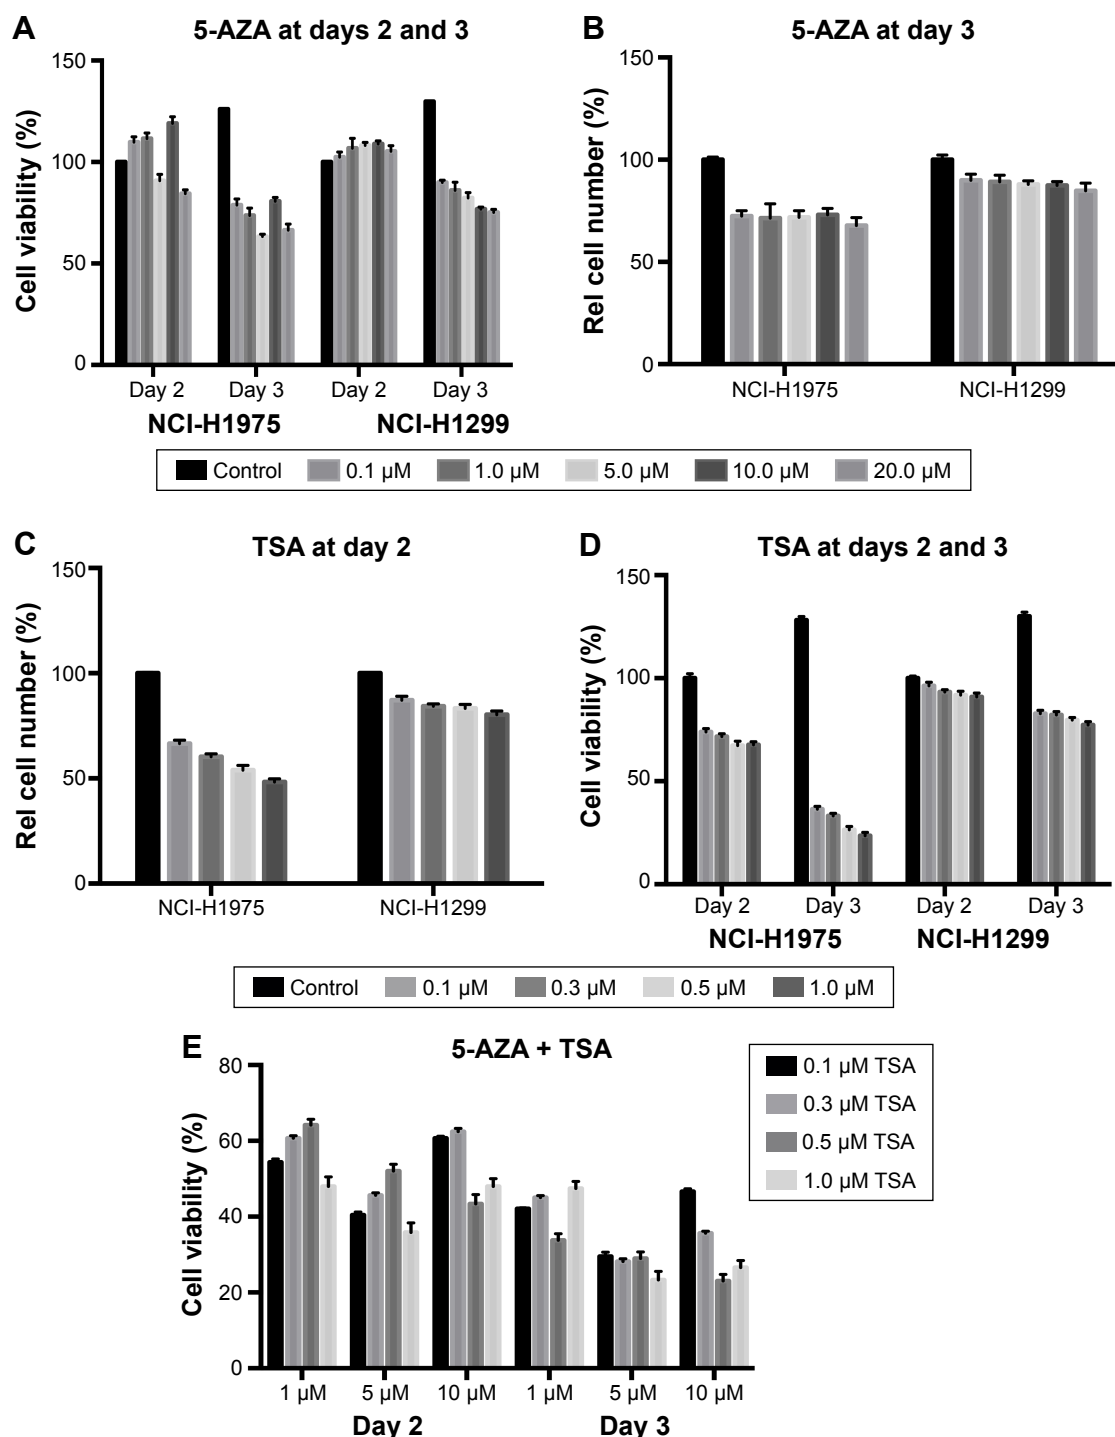 A
5-AZA at days 2 and 3
Cell viability (%)
150
100
50
0
Day 2 Day 3 Day 2 Day 3
NCI-H1975 NCI-H1299
B
5-AZA at day 3
Rel cell number (%)
150
100
50
0
NCI-H1975 NCI-H1299
Control 0.1 µM 1.0 µM 5.0 µM 10.0 µM 20.0 µM
C
TSA at day 2
Rel cell number (%)
150
100
50
0
NCI-H1975 NCI-H1299
D
TSA at days 2 and 3
Cell viability (%)
150
100
50
0
Day 2 Day 3 Day 2 Day 3
NCI-H1975 NCI-H1299
Control 0.1 µM 0.3 µM 0.5 µM 1.0 µM
E
5-AZA + TSA
Cell viability (%)
80
60
40
20
0
1 µM 5 µM 10 µM 1 µM 5 µM 10 µM
Day 2 Day 3
0.1 µM TSA
0.3 µM TSA
0.5 µM TSA
1.0 µM TSA